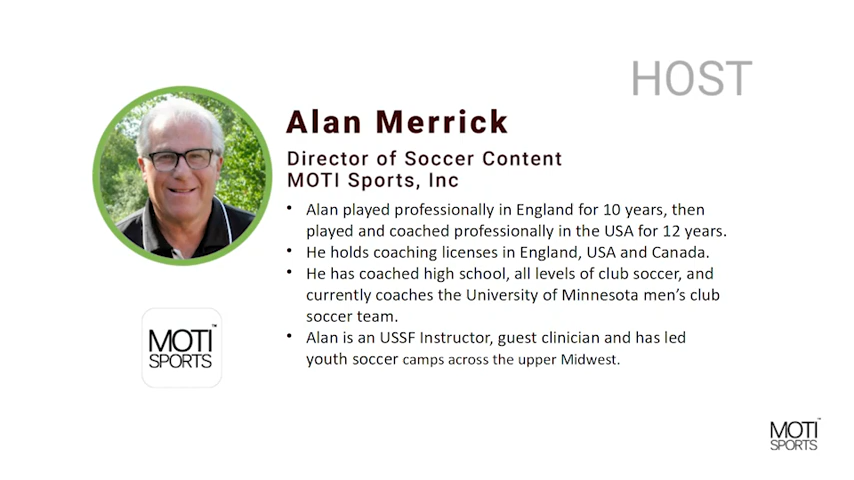 HOST
Alan Merrick
Director of Soccer Content
MOTI Sports, Inc
• Alan played professionally in England for 10 years, then
played and coached professionally in the USA for 12 years.
• He holds coaching licenses in England, USA and Canada.
• He has coached high school, all levels of club soccer, and
currently coaches the University of Minnesota men’s club
soccer team.
• Alan is an USSF Instructor, guest clinician and has led
youth soccer camps across the upper Midwest.
MOTI™
SPORTS
MOTI™
SPORTS